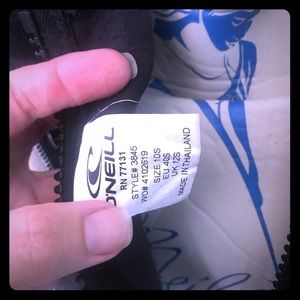 O'NEILL
RN 77131
STYLE# 3845
WO# 4102619
SIZE 10S
EU 40S
UK 12S
MADE IN THAILAND